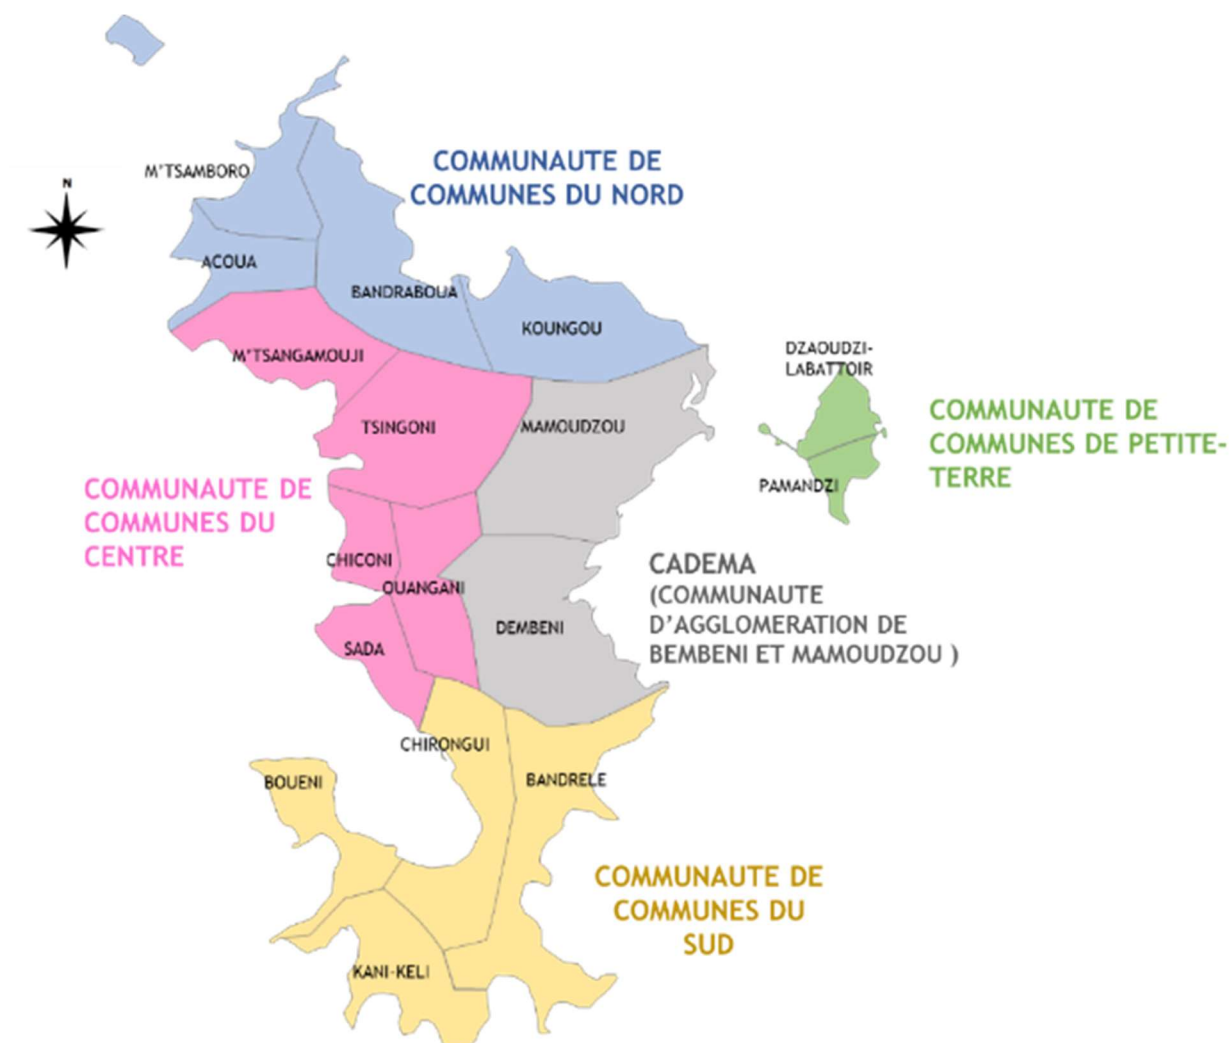 M'TSAMBORO
COMMUNAUTE DE
COMMUNES DU NORD
N
ACOUA
BANDRABOUA
KOUNGOU
M'TSANGAMOUJI
DZAOUDZI-
LABATTOIR
TSINGONI
MAMOUDZOU
COMMUNAUTE DE
COMMUNES DE PETITE-
TERRE
PAMANDZI
COMMUNAUTE DE
COMMUNES DU
CENTRE
CHICONI
OUANGANI
CADEMA
(COMMUNAUTE
D'AGGLOMERATION DE
BEMBENI ET MAMOUDZOU )
DEMBENI
SADA
CHIRONGUI
BOUENI
BANDRELE
COMMUNAUTE DE
COMMUNES DU
SUD
KANI-KELI